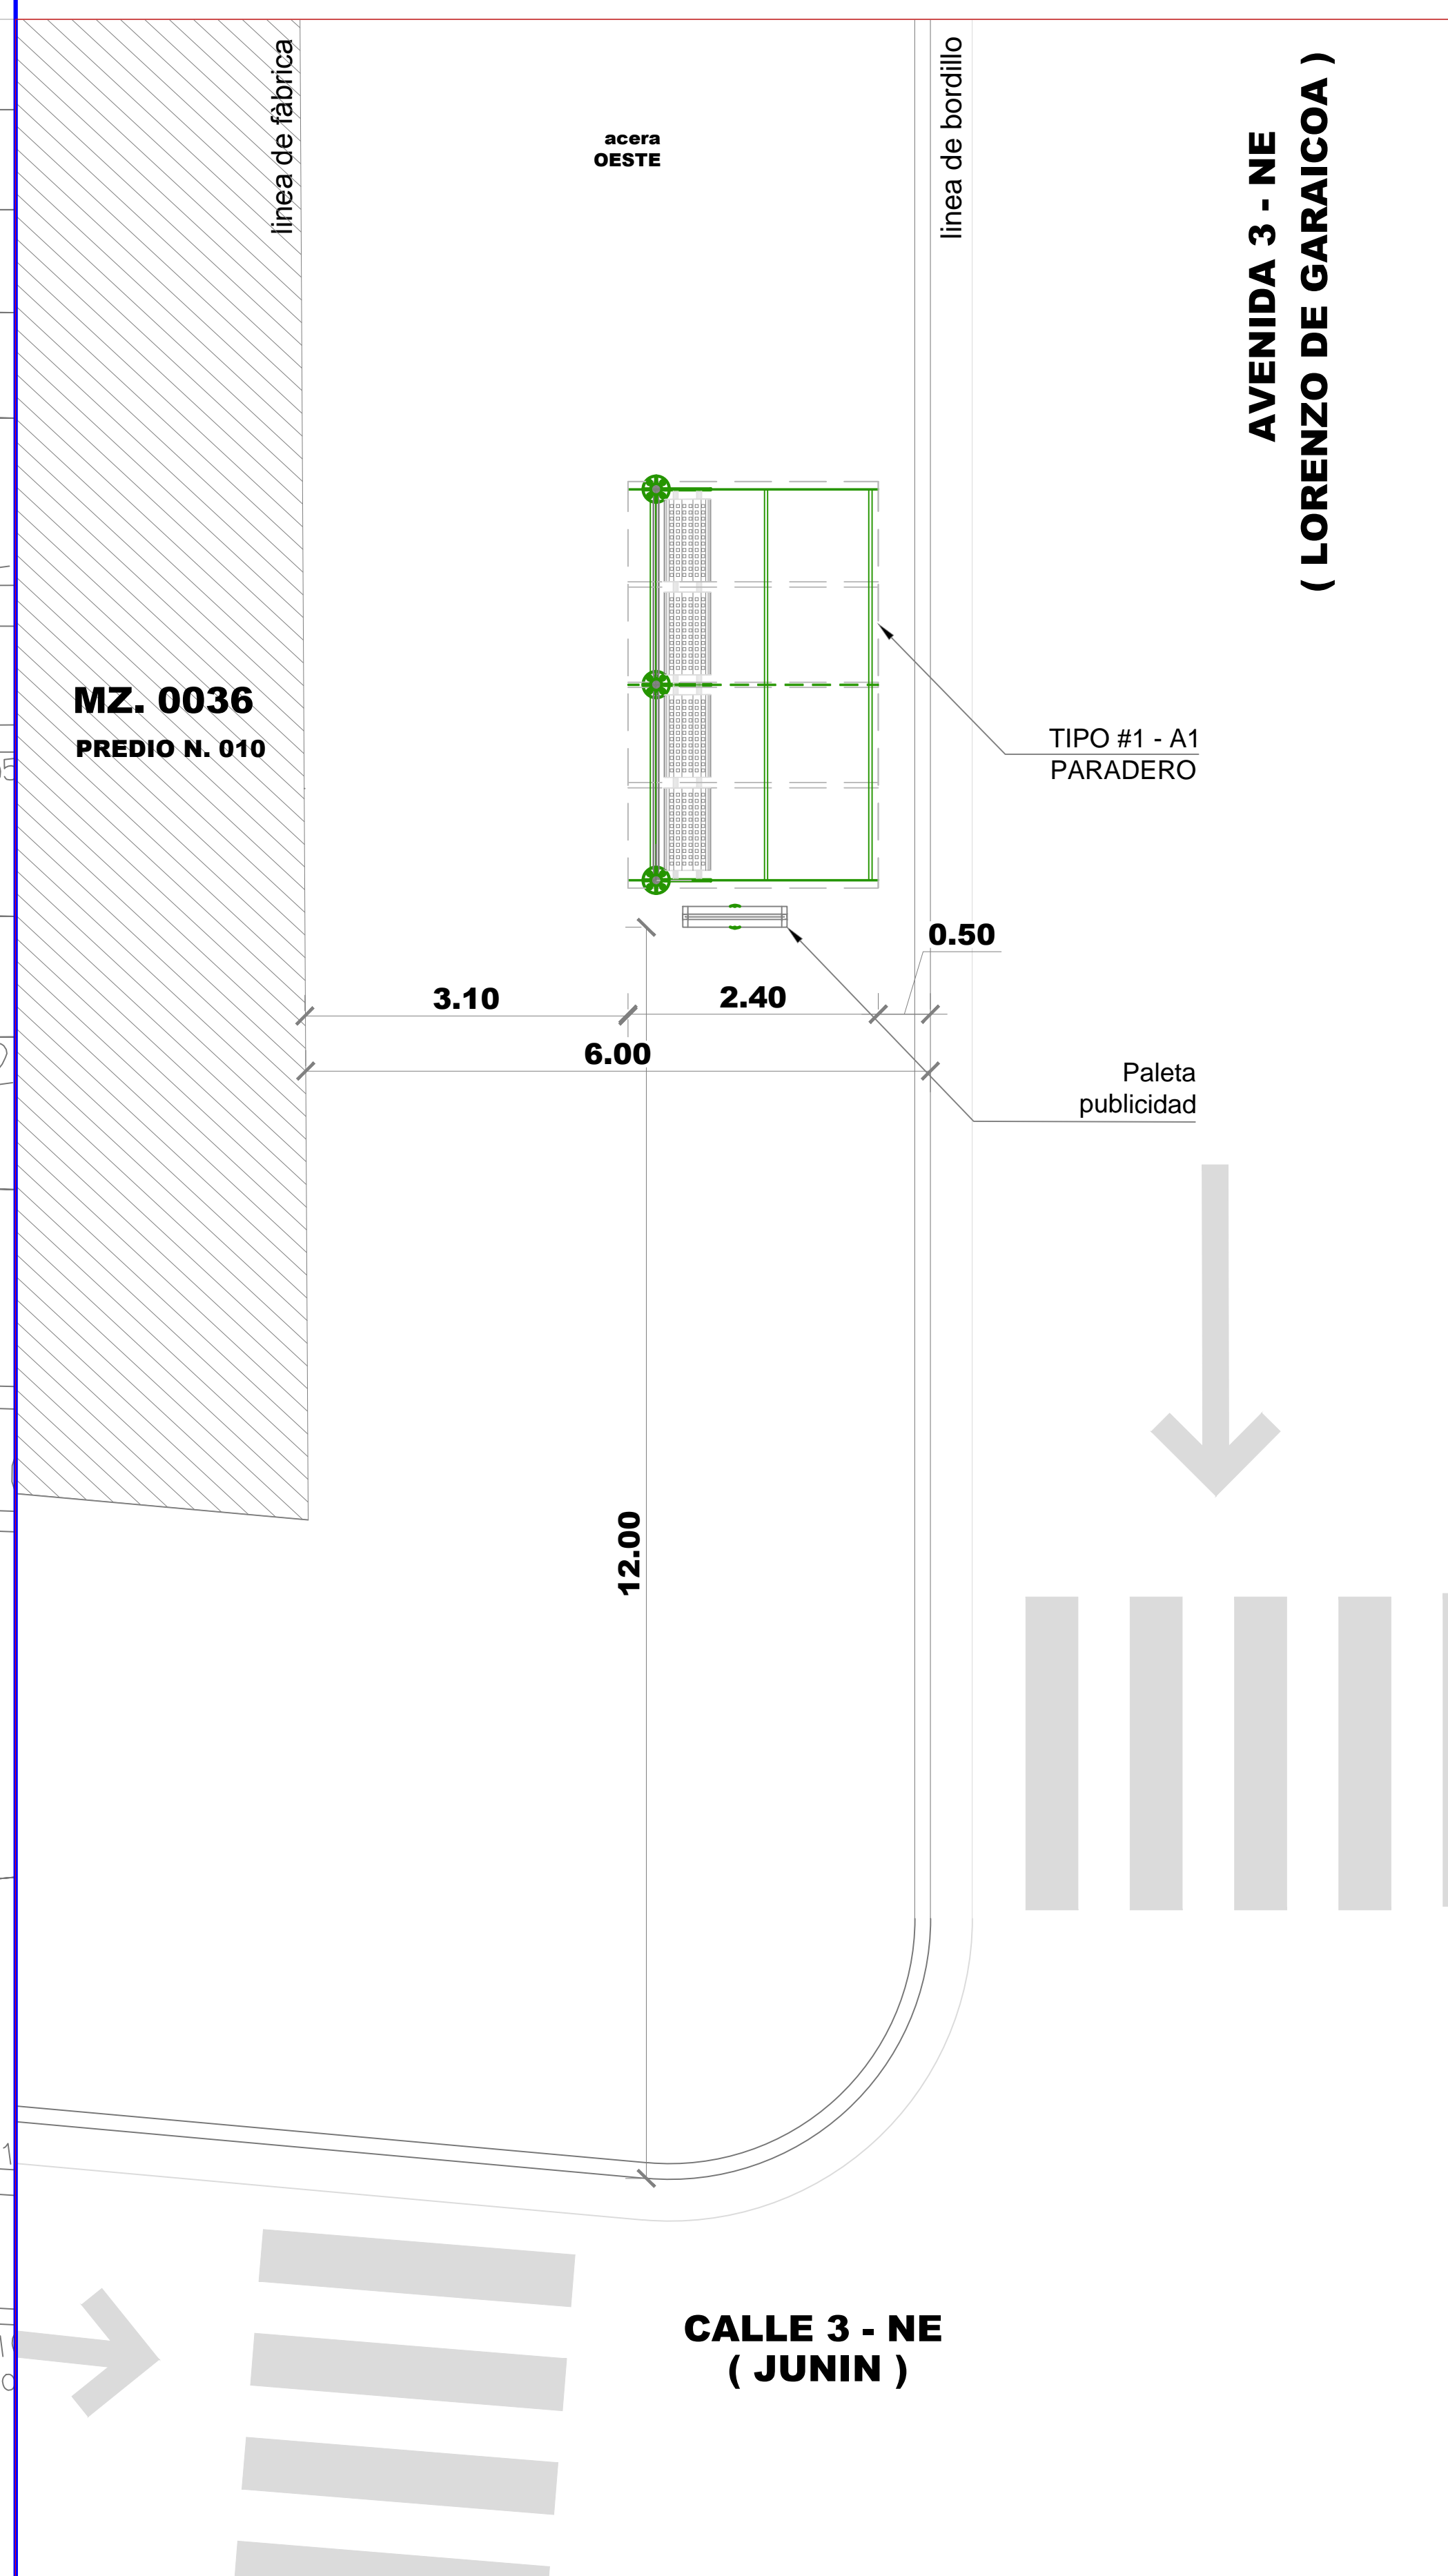 linea de fàbrica
acera
OESTE
linea de bordillo
AVENIDA 3 - NE
( LORENZO DE GARAICOA )
MZ. 0036
PREDIO N. 010
TIPO #1 - A1
PARADERO
0.50
3.10
2.40
6.00
Paleta
publicidad
12.00
CALLE 3 - NE
( JUNIN )